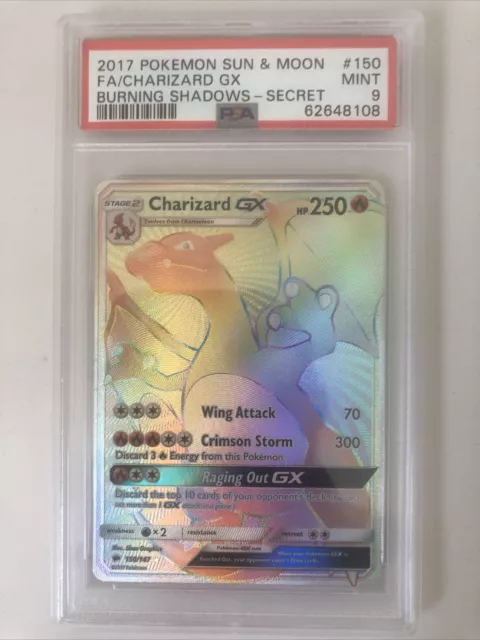 2017 POKEMON SUN & MOON #150
FA/CHARIZARD GX MINT
BURNING SHADOWS - SECRET 9
PSA 62648108
STAGE 2 Charizard GX HP 250
Evolves from Charmeleon
Wing Attack 70
Crimson Storm 300
Discard 3 Energy from this Pokémon.
Raging Out GX
Discard the top 10 cards of your opponent's deck.
weakness ×2 resistance retreat
150/147